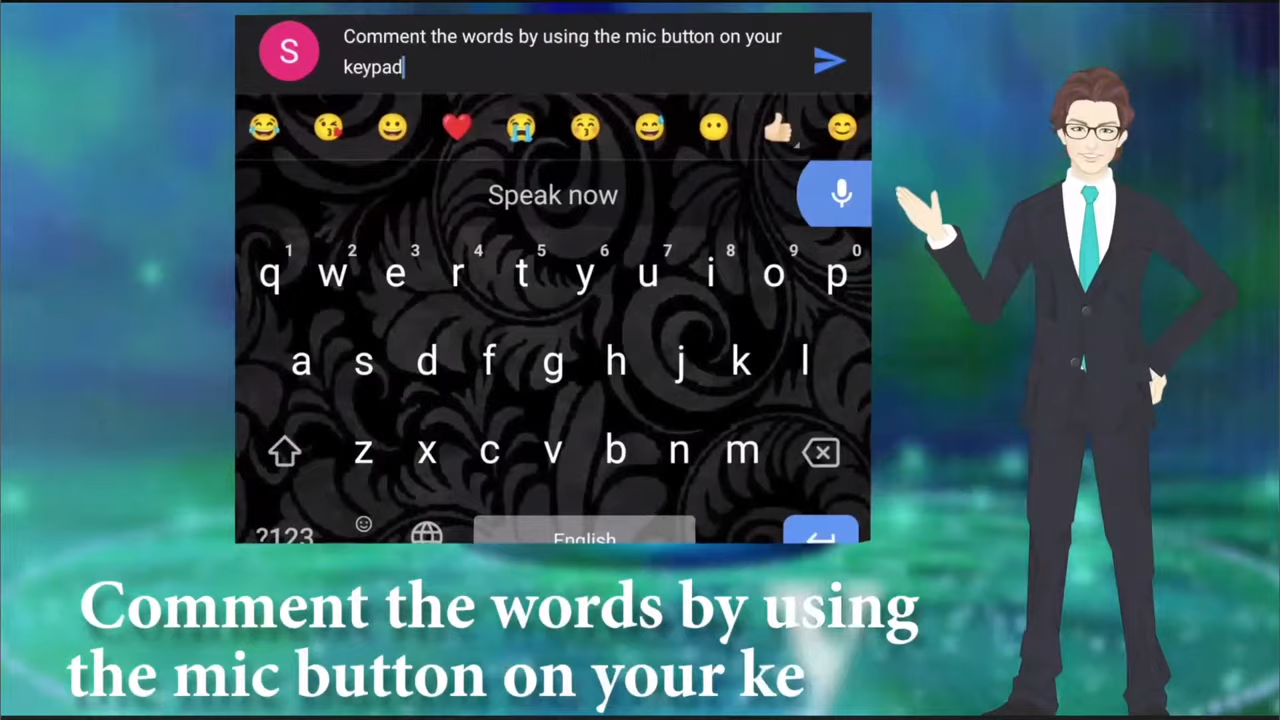 S
Comment the words by using the mic button on your
keypad
Speak now
1 2 3 4 5 6 7 8 9 0
q w e r t y u i o p
a s d f g h j k l
z x c v b n m
?123 English
Comment the words by using
the mic button on your ke